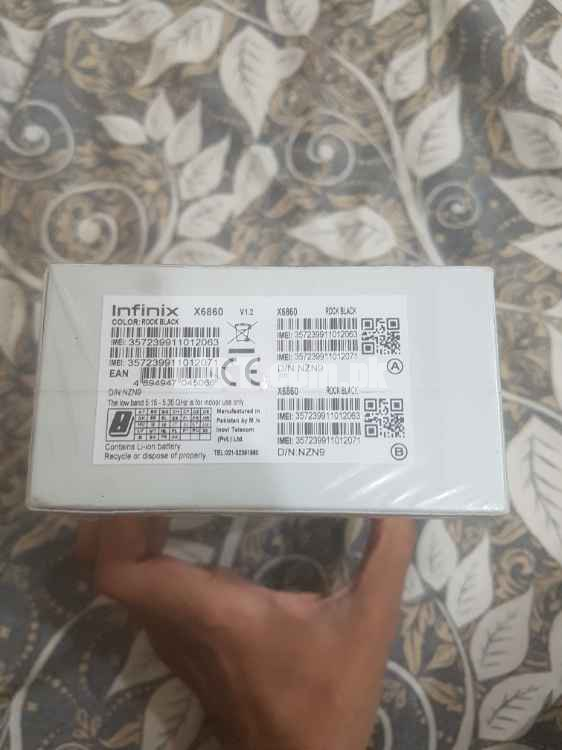 Infinix X6860 V1.2
COLOR: ROCK BLACK
IMEI: 357239911012063
IMEI: 357239911012071
EAN
D/N:NZN9
The low band 5.15 - 5.35 GHz is for indoor use only
Contains Li-ion battery.
Recycle or dispose of properly.
CE
Manufactured in
Pakistan by
Telecom
(Pvt.) Ltd
X6860 ROCK BLACK
IMEI: 357239911012063
IMEI: 357239911012071
D/N:NZN9
A
X6860 ROCK BLACK
IMEI: 357239911012063
IMEI: 357239911012071
D/N:NZN9
B